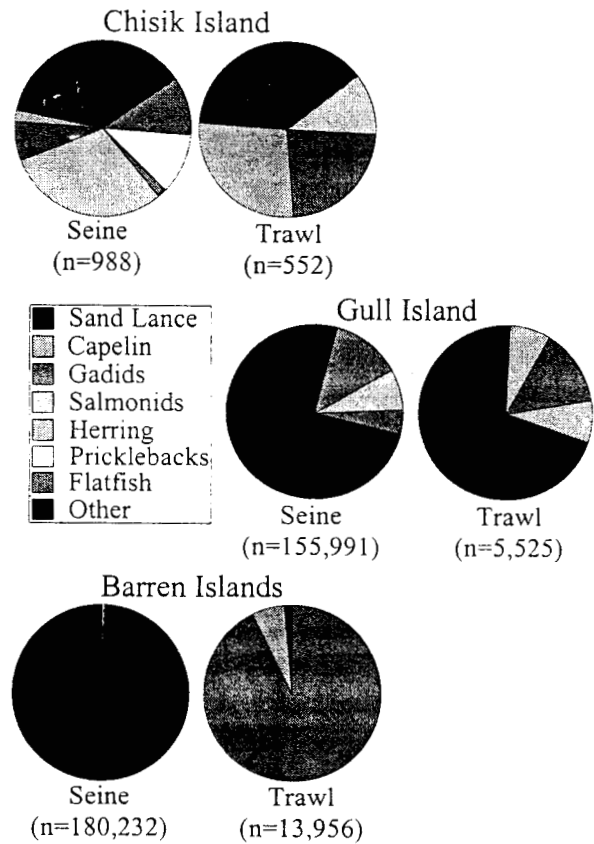 Chisik Island
Seine
(n=988)
Trawl
(n=552)
Sand Lance
Capelin
Gadids
Salmonids
Herring
Pricklebacks
Flatfish
Other
Gull Island
Seine
(n=155,991)
Trawl
(n=5,525)
Barren Islands
Seine
(n=180,232)
Trawl
(n=13,956)